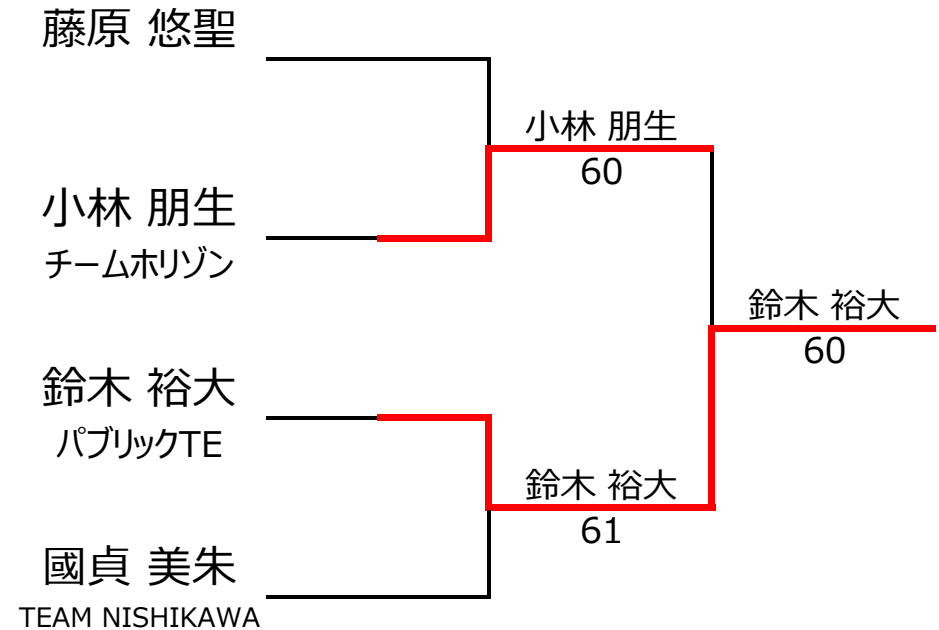 藤原 悠聖
小林 朋生
60
小林 朋生
チームホリゾン
鈴木 裕大
60
鈴木 裕大
パブリックTE
鈴木 裕大
61
國貞 美朱
TEAM NISHIKAWA